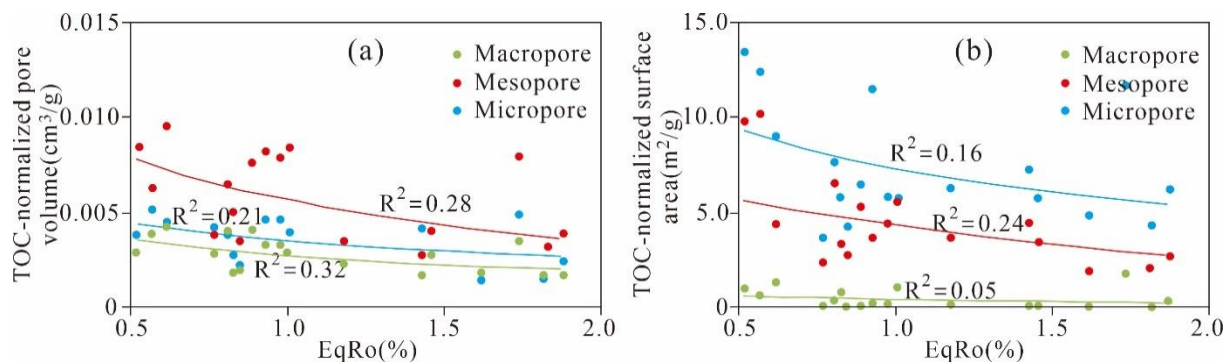 TOC-normalized pore
volume(cm³/g)
0.015
0.010
0.005
0
(a)
Macropore
Mesopore
Micropore
R²=0.21
R²=0.28
R²=0.32
0.5
1.0
1.5
2.0
EqRo(%)
TOC-normalized surface
area(m²/g)
15.0
10.0
5.0
0
(b)
Macropore
Mesopore
Micropore
R²=0.16
R²=0.24
R²=0.05
0.5
1.0
1.5
2.0
EqRo(%)